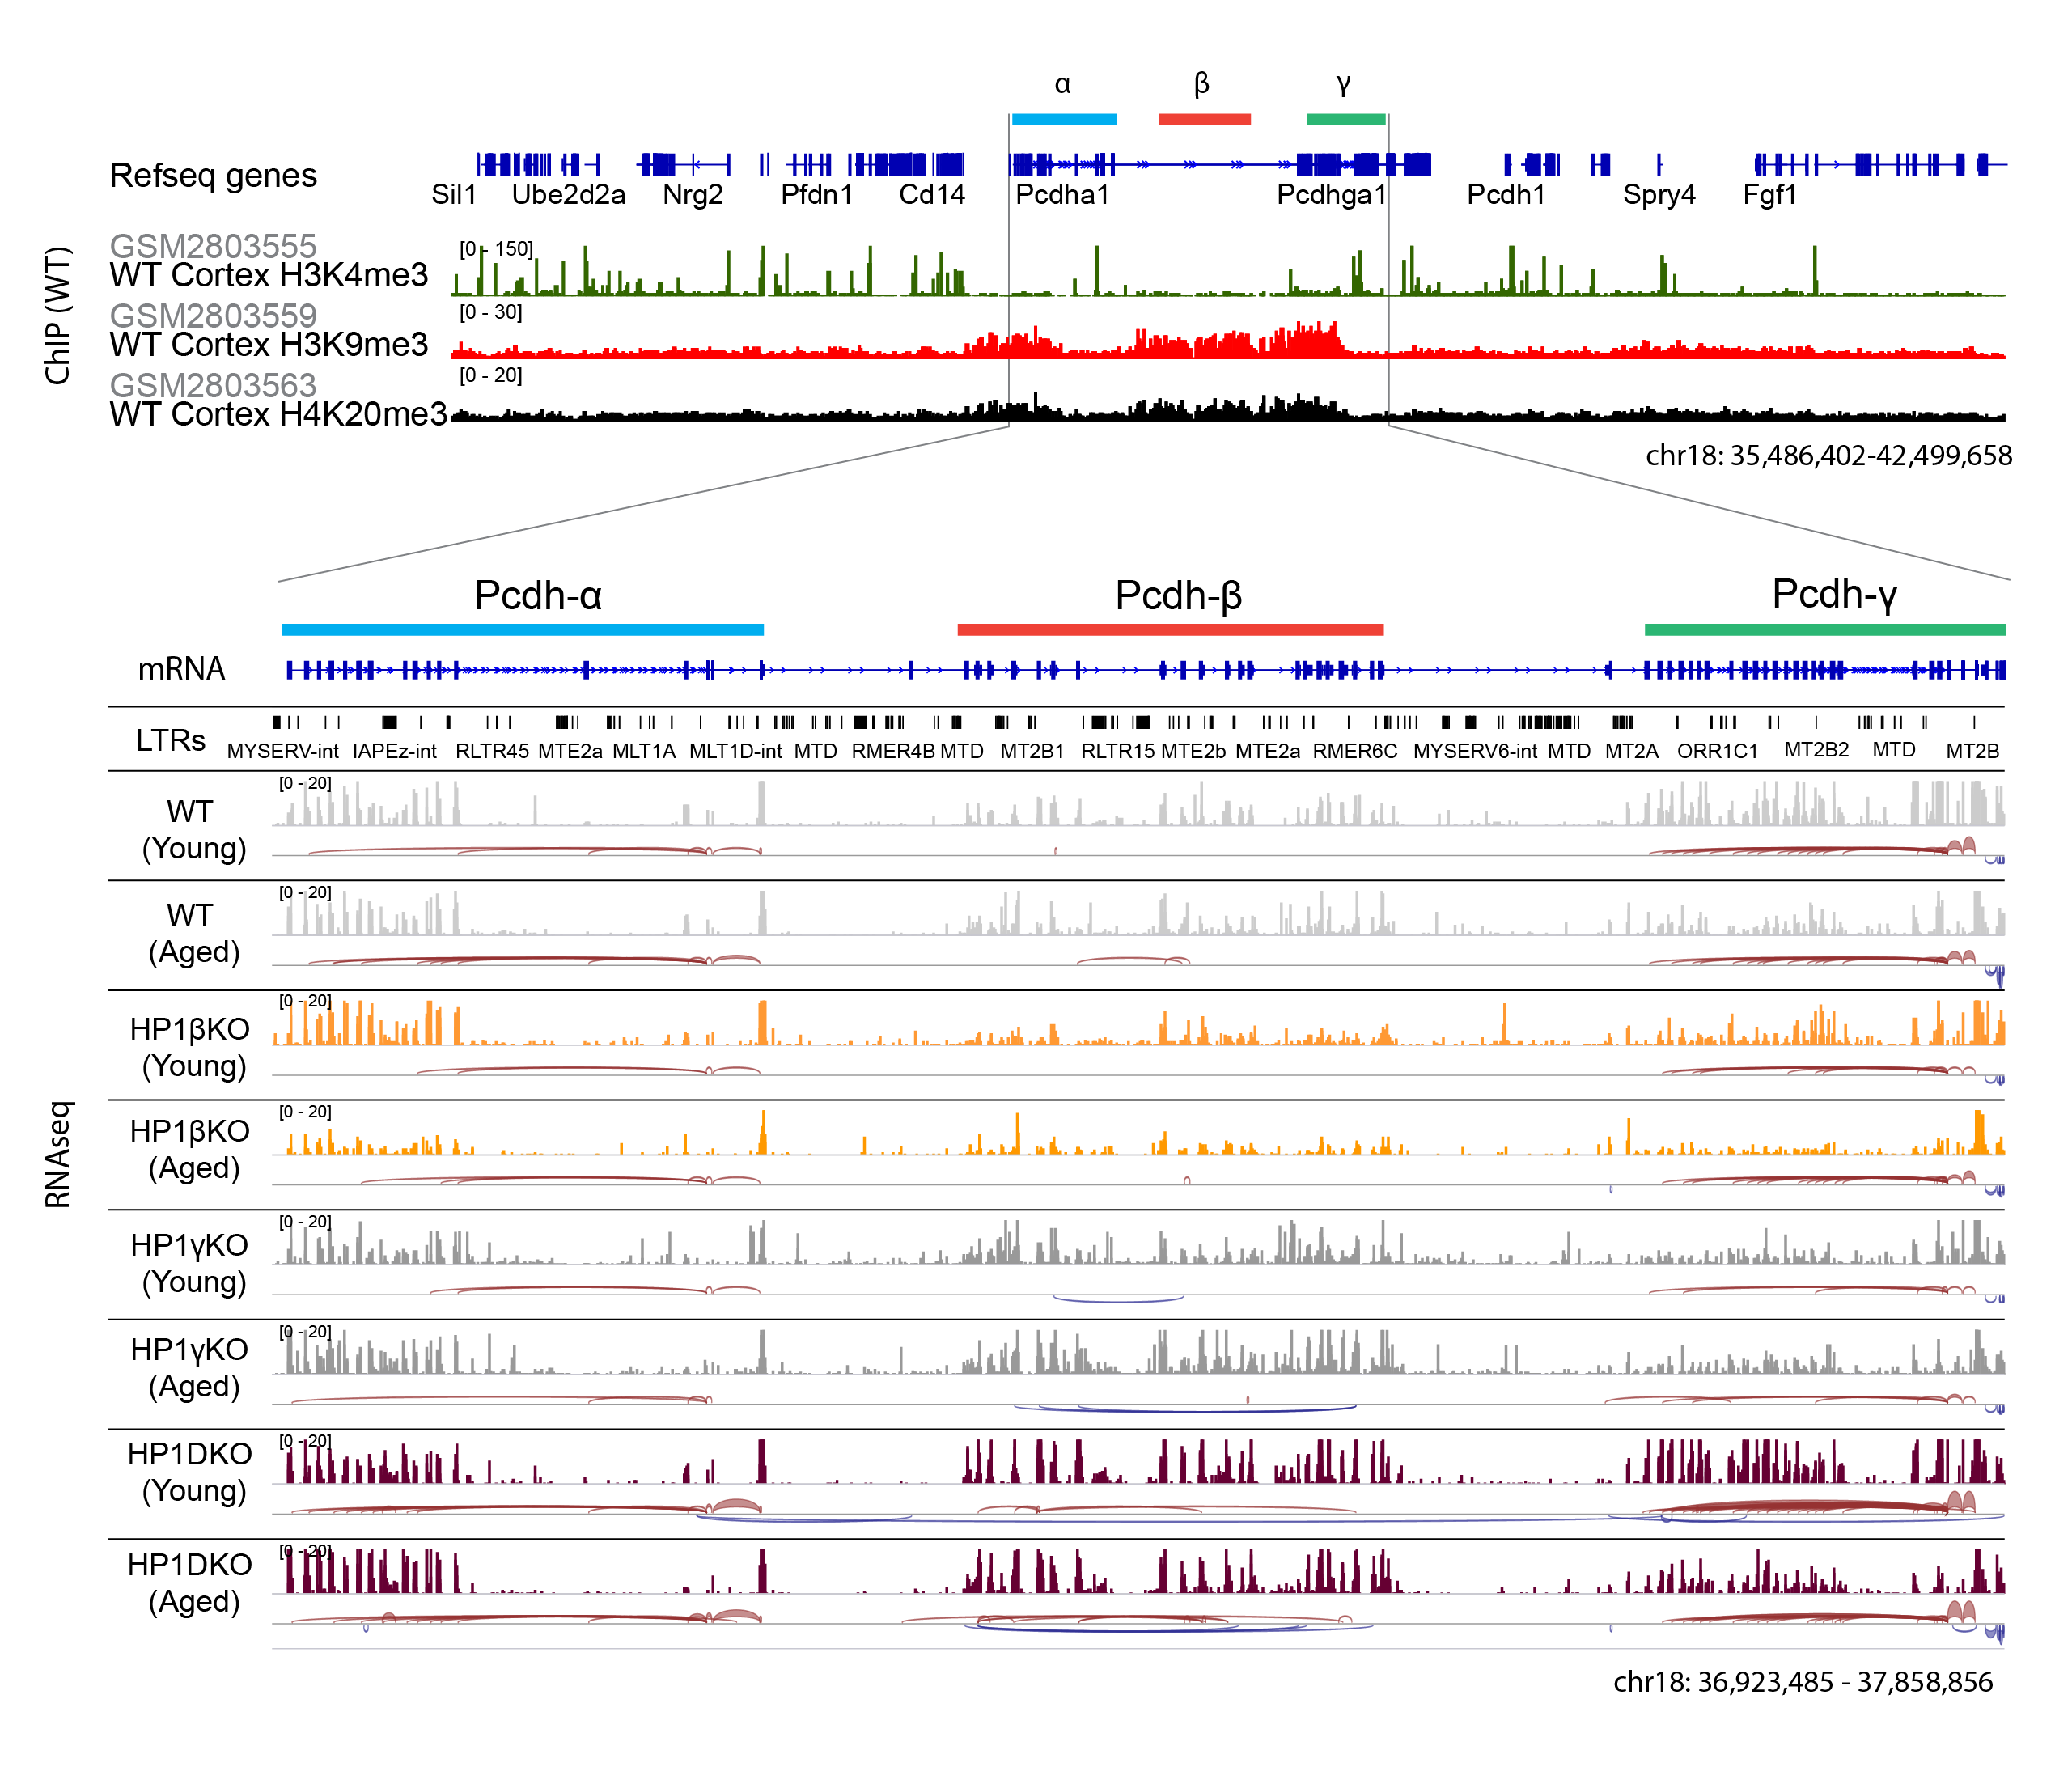 α β γ
Refseq genes
Sil1 Ube2d2a Nrg2 Pfdn1 Cd14 Pcdha1 Pcdhga1 Pcdh1 Spry4 Fgf1
ChIP (WT)
GSM2803555
[0 - 150]
WT Cortex H3K4me3
GSM2803559
[0 - 30]
WT Cortex H3K9me3
GSM2803563
[0 - 20]
WT Cortex H4K20me3
chr18: 35,486,402-42,499,658
Pcdh-α Pcdh-β Pcdh-γ
mRNA
LTRs
MYSERV-int IAPEz-int RLTR45 MTE2a MLT1A MLT1D-int MTD RMER4B MTD MT2B1 RLTR15 MTE2b MTE2a RMER6C MYSERV6-int MTD MT2A ORR1C1 MT2B2 MTD MT2B
RNAseq
[0 - 20]
WT
(Young)
[0 - 20]
WT
(Aged)
[0 - 20]
HP1βKO
(Young)
[0 - 20]
HP1βKO
(Aged)
[0 - 20]
HP1γKO
(Young)
[0 - 20]
HP1γKO
(Aged)
[0 - 20]
HP1DKO
(Young)
[0 - 20]
HP1DKO
(Aged)
chr18: 36,923,485 - 37,858,856